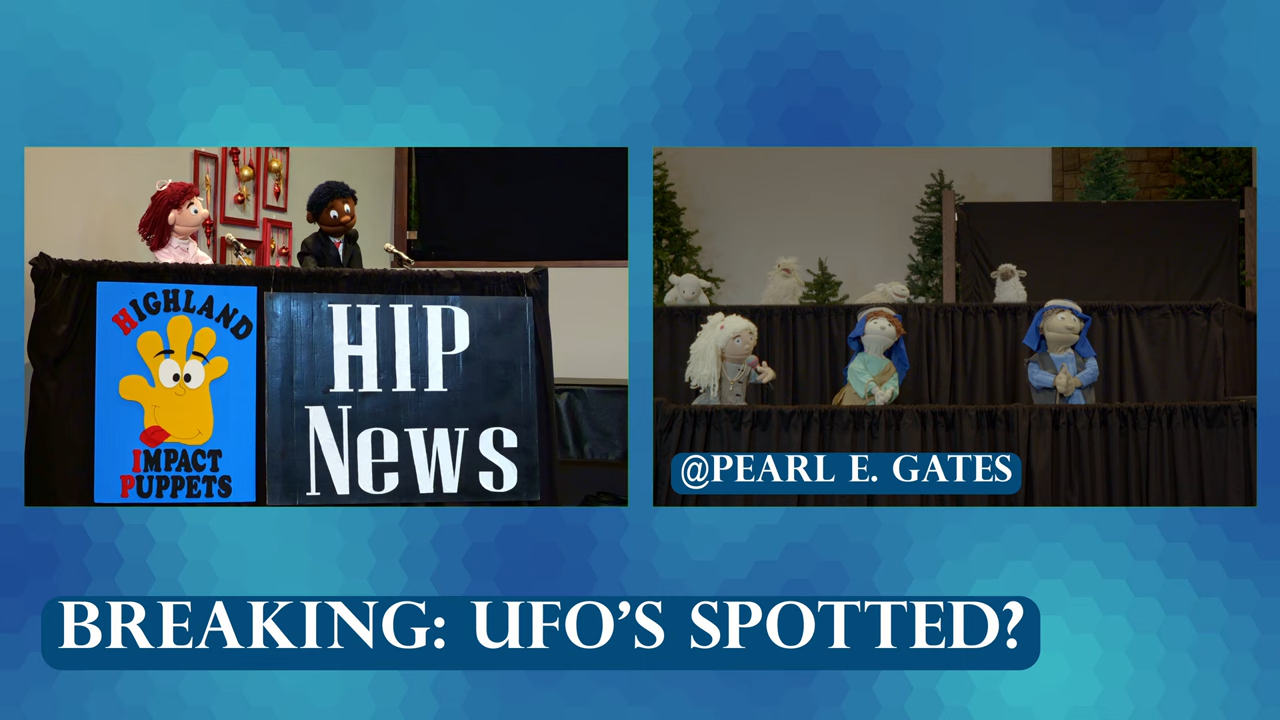 HIGHLAND
IMPACT
PUPPETS
HIP
NEWS
@PEARL E. GATES
BREAKING: UFO'S SPOTTED?